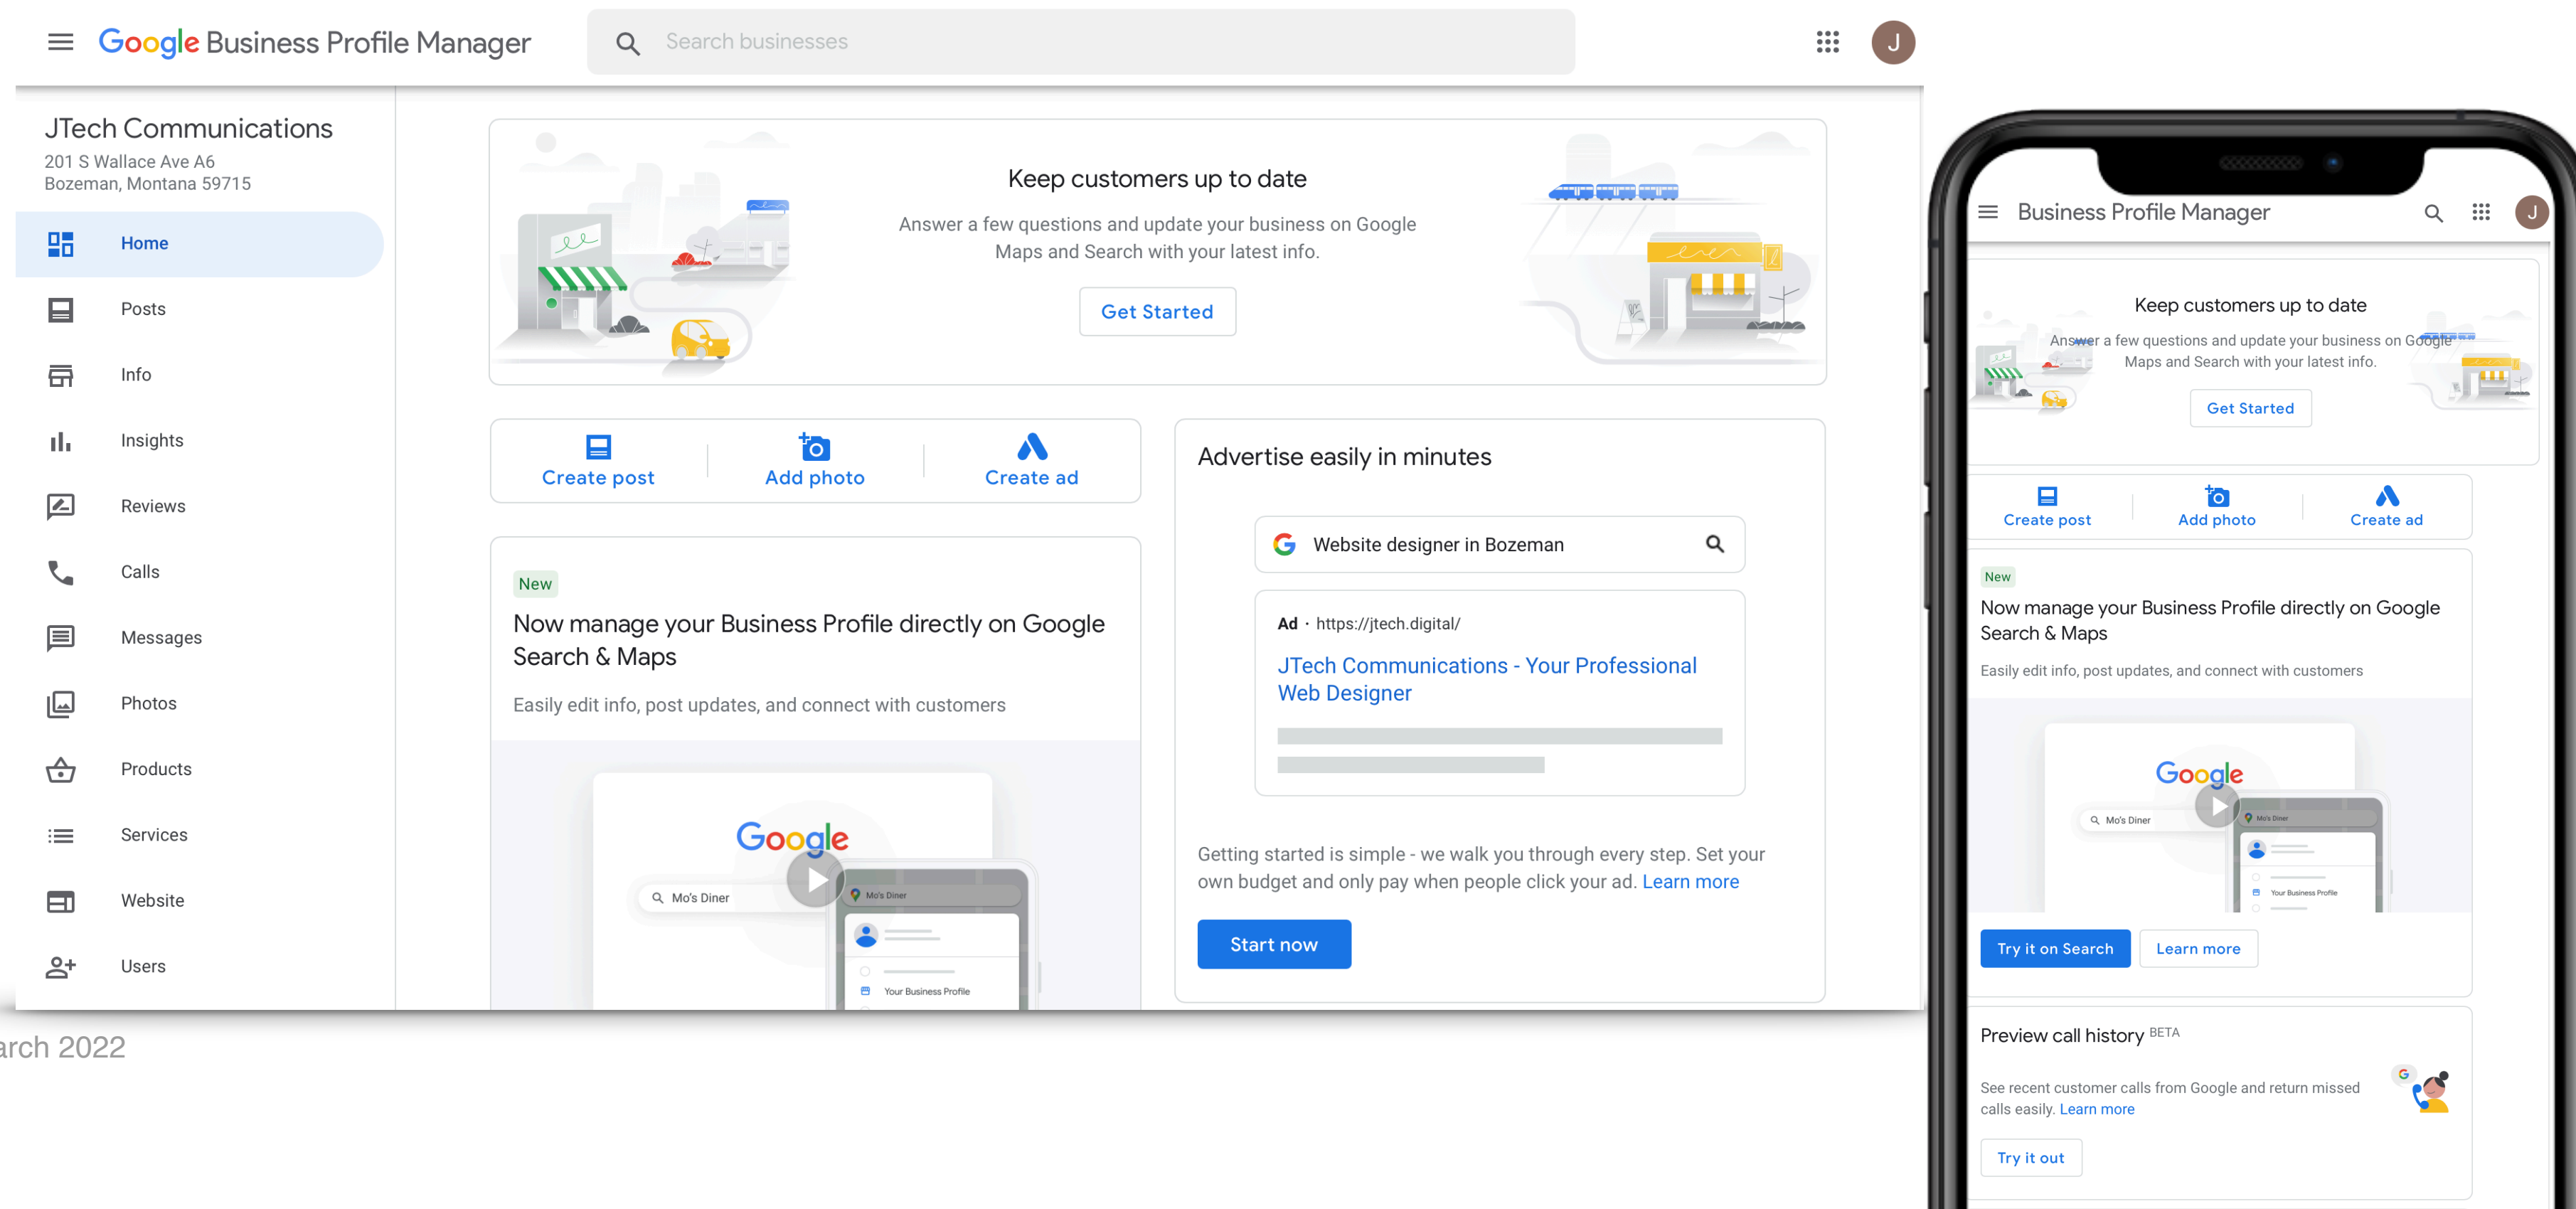 Google Business Profile Manager
Search businesses
J
JTech Communications
201 S Wallace Ave A6
Bozeman, Montana 59715
Home
Posts
Info
Insights
Reviews
Calls
Messages
Photos
Products
Services
Website
Users
Keep customers up to date
Answer a few questions and update your business on Google
Maps and Search with your latest info.
Get Started
Create post
Add photo
Create ad
New
Now manage your Business Profile directly on Google
Search & Maps
Easily edit info, post updates, and connect with customers
Google
Mo's Diner
Mo's Diner
Your Business Profile
Advertise easily in minutes
Website designer in Bozeman
Ad · https://jtech.digital/
JTech Communications - Your Professional
Web Designer
Getting started is simple - we walk you through every step. Set your
own budget and only pay when people click your ad. Learn more
Start now
arch 2022
Business Profile Manager
J
Keep customers up to date
Answer a few questions and update your business on Google
Maps and Search with your latest info.
Get Started
Create post
Add photo
Create ad
New
Now manage your Business Profile directly on Google
Search & Maps
Easily edit info, post updates, and connect with customers
Google
Mo's Diner
Mo's Diner
Your Business Profile
Try it on Search
Learn more
Preview call history BETA
See recent customer calls from Google and return missed
calls easily. Learn more
Try it out